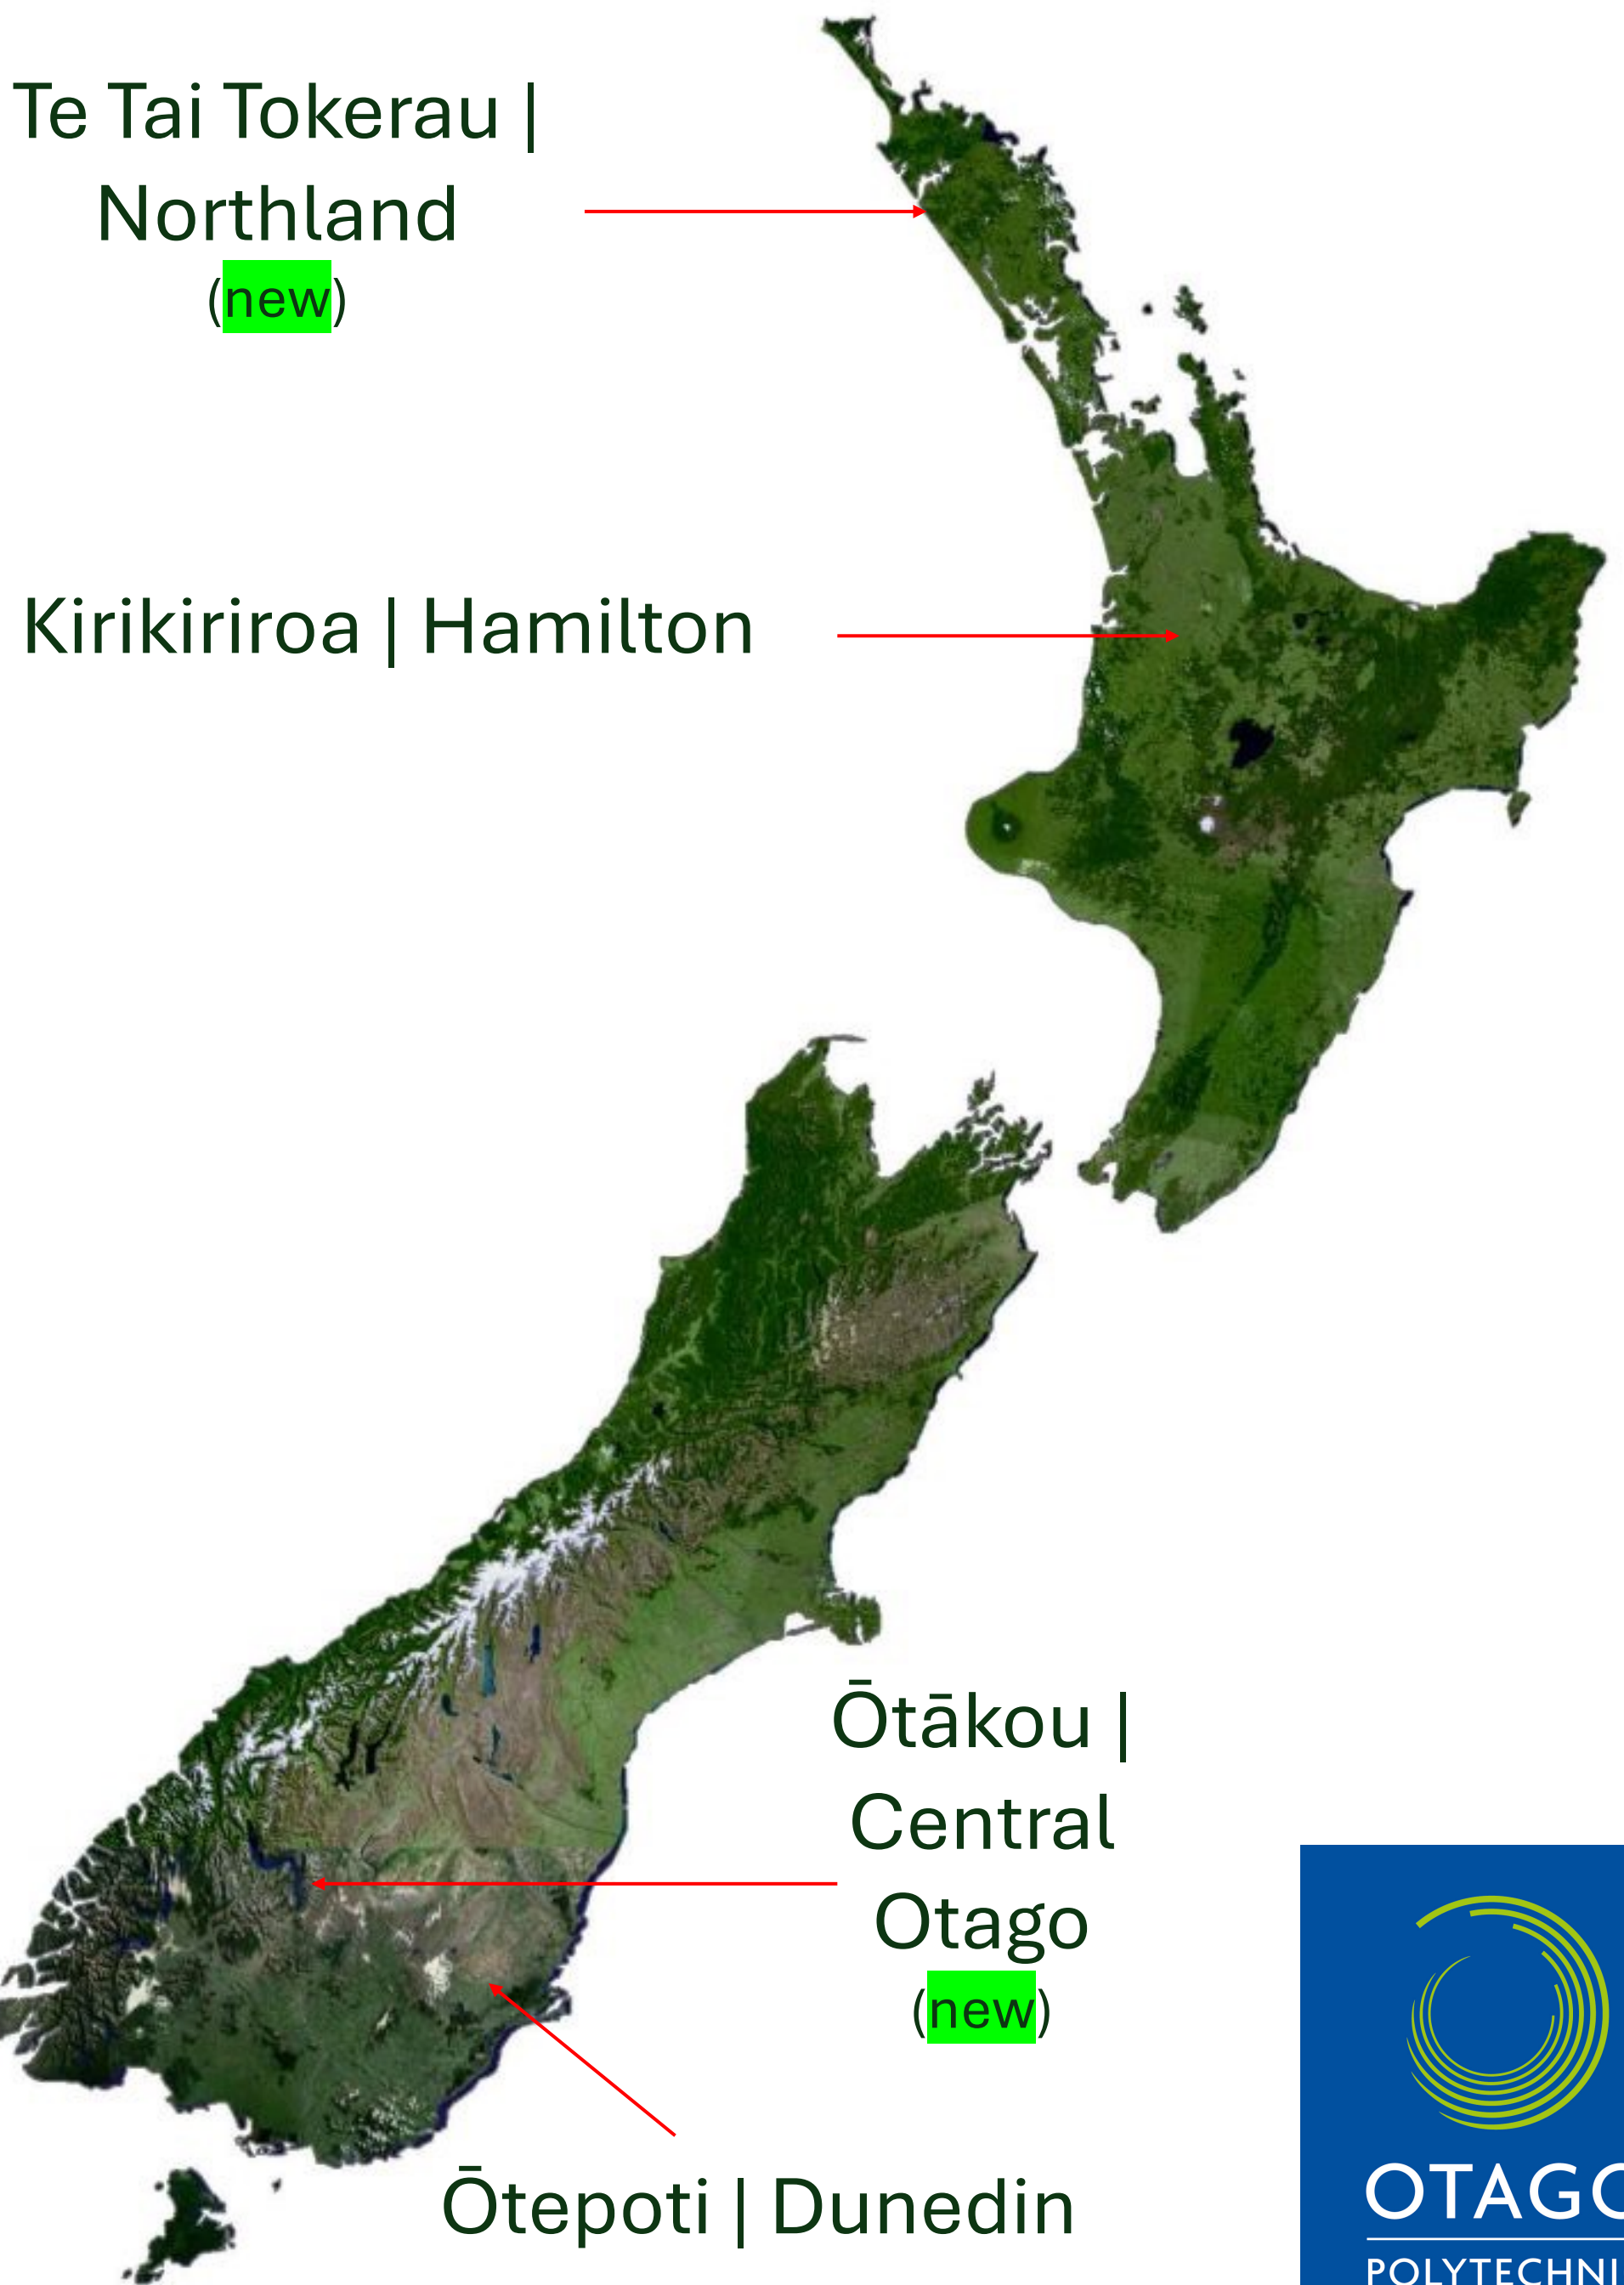 Te Tai Tokerau |
Northland
(new)
Kirikiriroa | Hamilton
Ōtākou |
Central
Otago
(new)
Ōtepoti | Dunedin
OTAGO
POLYTECHNI